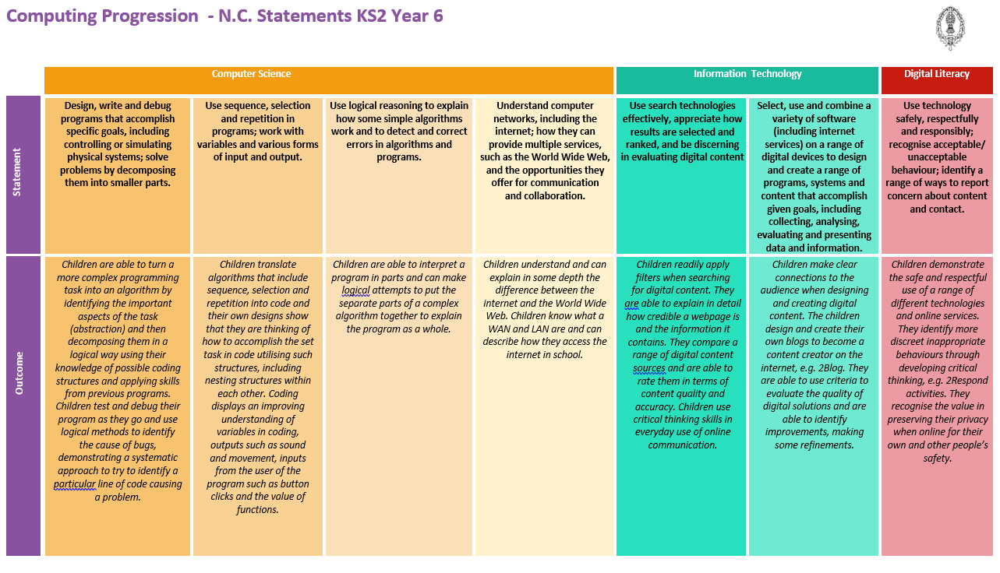 Computing Progression  - N.C. Statements KS2 Year 6
Computer Science
Information  Technology
Digital Literacy
Statement
Design, write and debug
programs that accomplish
specific goals, including
controlling or simulating
physical systems; solve
problems by decomposing
them into smaller parts.
Use sequence, selection
and repetition in
programs; work with
variables and various forms
of input and output.
Use logical reasoning to explain
how some simple algorithms
work and to detect and correct
errors in algorithms and
programs.
Understand computer
networks, including the
internet; how they can
provide multiple services,
such as the World Wide Web,
and the opportunities they
offer for communication
and collaboration.
Use search technologies
effectively, appreciate how
results are selected and
ranked, and be discerning
in evaluating digital content
Select, use and combine a
variety of software
(including internet
services) on a range of
digital devices to design
and create a range of
programs, systems and
content that accomplish
given goals, including
collecting, analysing,
evaluating and presenting
data and information.
Use technology
safely, respectfully
and responsibly;
recognise acceptable/
unacceptable
behaviour; identify a
range of ways to report
concern about content
and contact.
Outcome
Children are able to turn a
more complex programming
task into an algorithm by
identifying the important
aspects of the task
(abstraction) and then
decomposing them in a
logical way using their
knowledge of possible coding
structures and applying skills
from previous programs.
Children test and debug their
program as they go and use
logical methods to identify
the cause of bugs,
demonstrating a systematic
approach to try to identify a
particular line of code causing
a problem.
Children translate
algorithms that include
sequence, selection and
repetition into code and
their own designs show
that they are thinking of
how to accomplish the set
task in code utilising such
structures, including
nesting structures within
each other. Coding
displays an improving
understanding of
variables in coding,
outputs such as sound
and movement, inputs
from the user of the
program such as button
clicks and the value of
functions.
Children are able to interpret a
program in parts and can make
logical attempts to put the
separate parts of a complex
algorithm together to explain
the program as a whole.
Children understand and can
explain in some depth the
difference between the
internet and the World Wide
Web. Children know what a
WAN and LAN are and can
describe how they access the
internet in school.
Children readily apply
filters when searching
for digital content. They
are able to explain in detail
how credible a webpage is
and the information it
contains. They compare a
range of digital content
sources and are able to
rate them in terms of
content quality and
accuracy. Children use
critical thinking skills in
everyday use of online
communication.
Children make clear
connections to the
audience when designing
and creating digital
content. The children
design and create their
own blogs to become a
content creator on the
internet, e.g. 2Blog. They
are able to use criteria to
evaluate the quality of
digital solutions and are
able to identify
improvements, making
some refinements.
Children demonstrate
the safe and respectful
use of a range of
different technologies
and online services.
They identify more
discreet inappropriate
behaviours through
developing critical
thinking, e.g. 2Respond
activities. They
recognise the value in
preserving their privacy
when online for their
own and other people’s
safety.